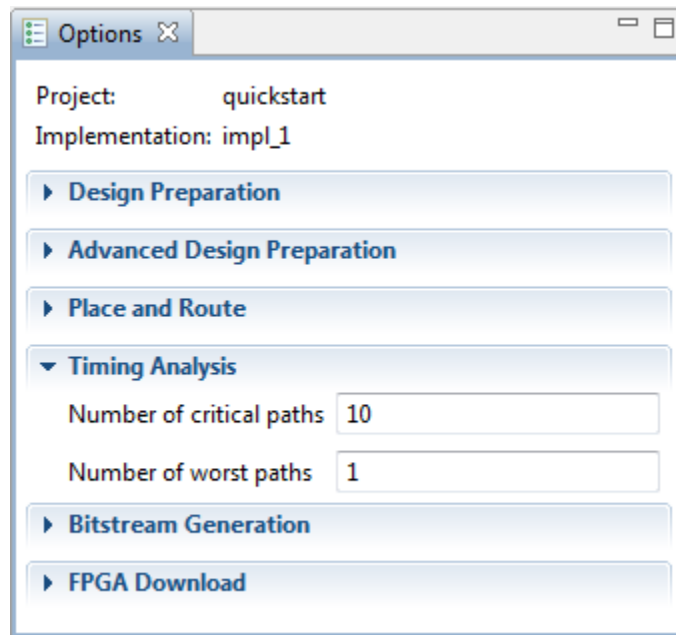 Options
Project: quickstart
Implementation: impl_1
Design Preparation
Advanced Design Preparation
Place and Route
Timing Analysis
Number of critical paths 10
Number of worst paths 1
Bitstream Generation
FPGA Download